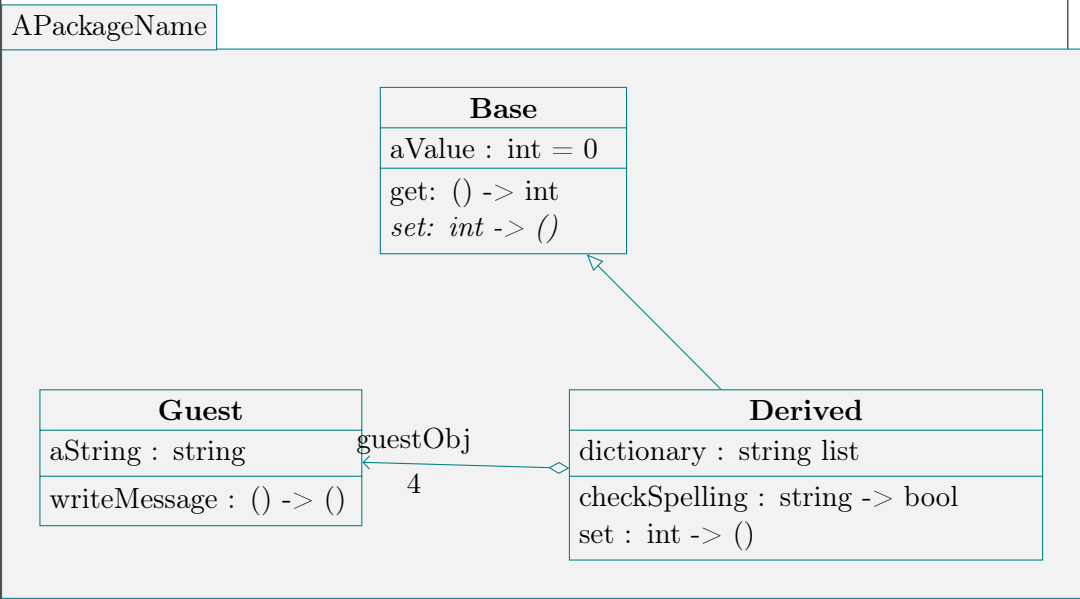 APackageName
Base
aValue : int = 0
get: () -> int
set: int -> ()
Guest
aString : string
writeMessage : () -> ()
guestObj
4
Derived
dictionary : string list
checkSpelling : string -> bool
set : int -> ()